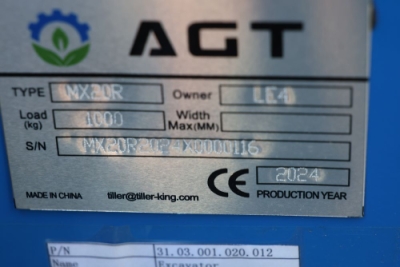 AGT
TYPE MX20R Owner LE4
Load (kg) 1000 Width Max(MM)
S/N
CE 2024
MADE IN CHINA tiller@tiller-king.com PRODUCTION YEAR
P/N 31.03.001.020.012
Name Excavator